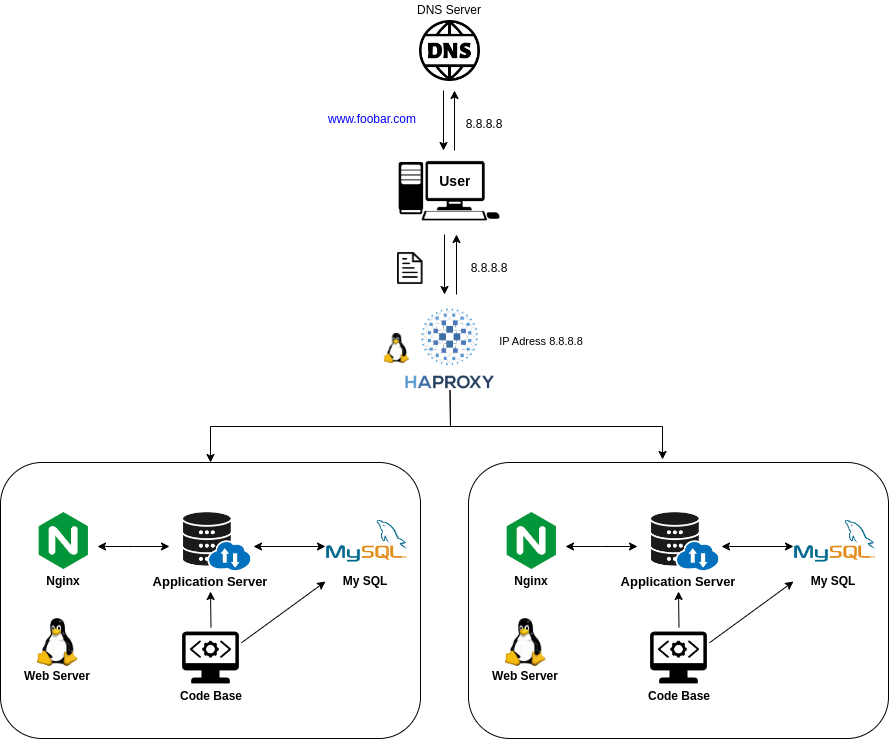 DNS Server
DNS
www.foobar.com
8.8.8.8
User
8.8.8.8
IP Adress 8.8.8.8
HAPROXY
MySQL
Nginx
Application Server
My SQL
Web Server
Code Base
MySQL
Nginx
Application Server
My SQL
Web Server
Code Base